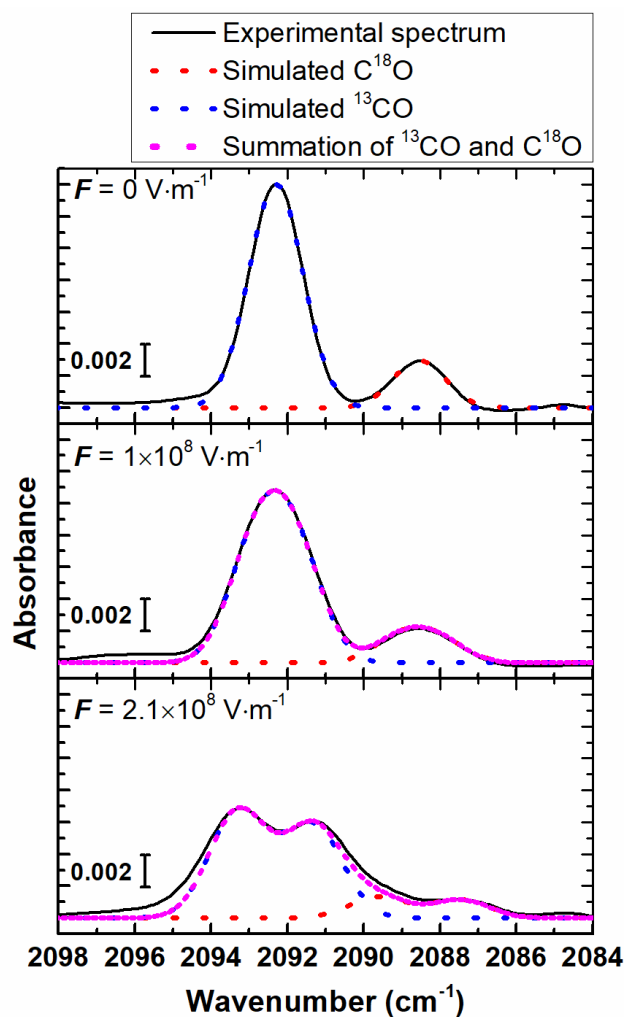 Experimental spectrum
Simulated C¹⁸O
Simulated ¹³CO
Summation of ¹³CO and C¹⁸O
F = 0 V·m⁻¹
0.002
F = 1×10⁸ V·m⁻¹
0.002
Absorbance
F = 2.1×10⁸ V·m⁻¹
0.002
2098 2096 2094 2092 2090 2088 2086 2084
Wavenumber (cm⁻¹)